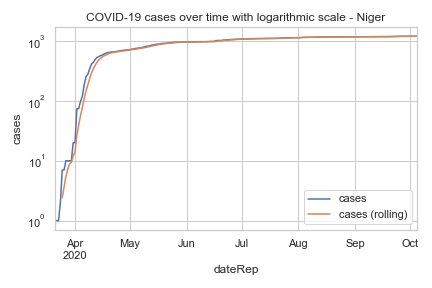 COVID-19 cases over time with logarithmic scale - Niger
10³
10²
10¹
10⁰
cases
cases
cases (rolling)
Apr May Jun Jul Aug Sep Oct
2020
dateRep